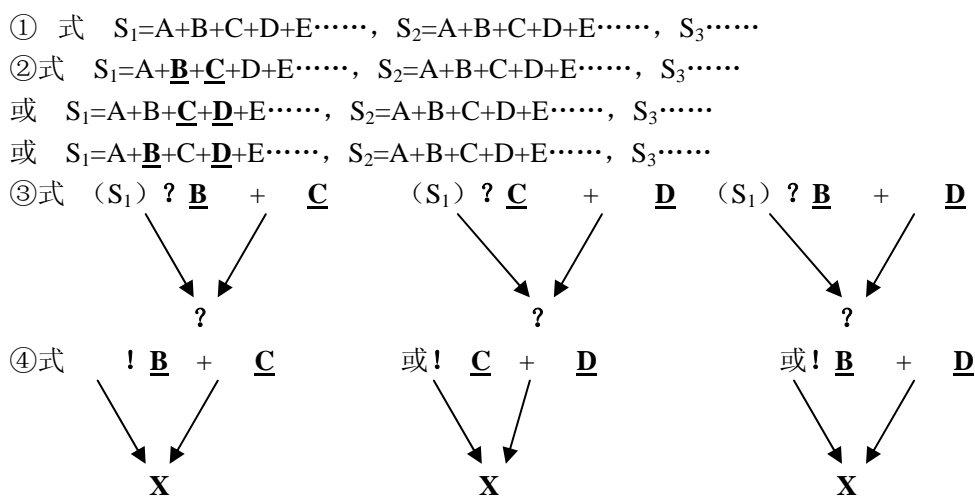 ① 式 S₁=A+B+C+D+E……，S₂=A+B+C+D+E……，S₃……
②式 S₁=A+B+C+D+E……，S₂=A+B+C+D+E……，S₃……
或 S₁=A+B+C+D+E……，S₂=A+B+C+D+E……，S₃……
或 S₁=A+B+C+D+E……，S₂=A+B+C+D+E……，S₃……
③式 （S₁）？B + C （S₁）？C + D （S₁）？B + D
？ ？ ？
④式 ！B + C 或！ C + D 或！B + D
X X X